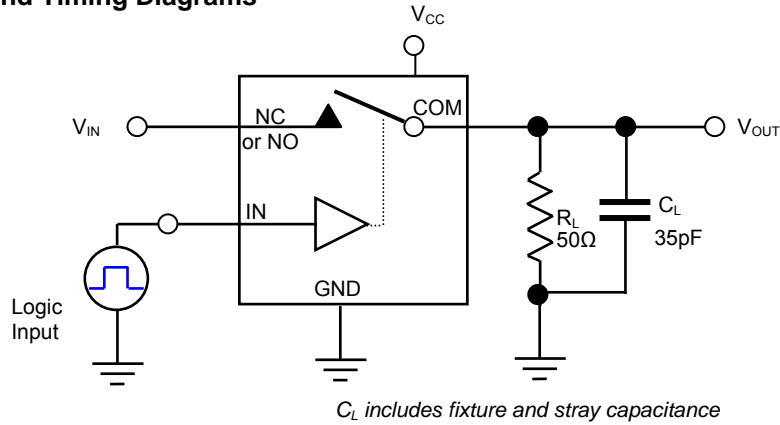 nd Timing Diagrams
VCC
VIN
NC
or NO
COM
VOUT
IN
RL
50Ω
CL
35pF
GND
Logic
Input
CL includes fixture and stray capacitance